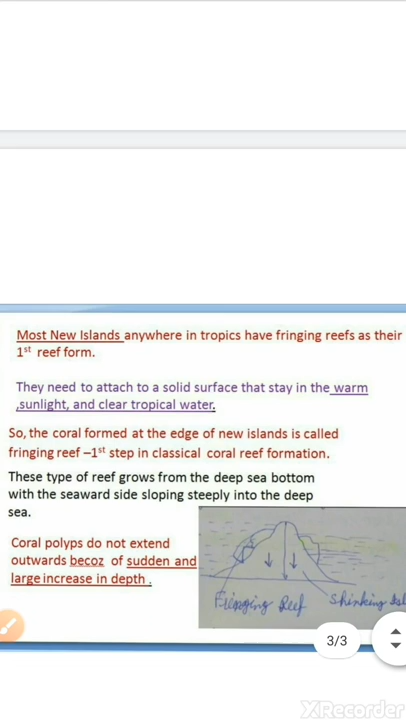 Most New Islands anywhere in tropics have fringing reefs as their
1st reef form.
They need to attach to a solid surface that stay in the warm
,sunlight, and clear tropical water.
So, the coral formed at the edge of new islands is called
fringing reef –1st step in classical coral reef formation.
These type of reef grows from the deep sea bottom
with the seaward side sloping steeply into the deep
sea.
Coral polyps do not extend
outwards becoz of sudden and
large increase in depth .
Reef
3/3
XRecorder